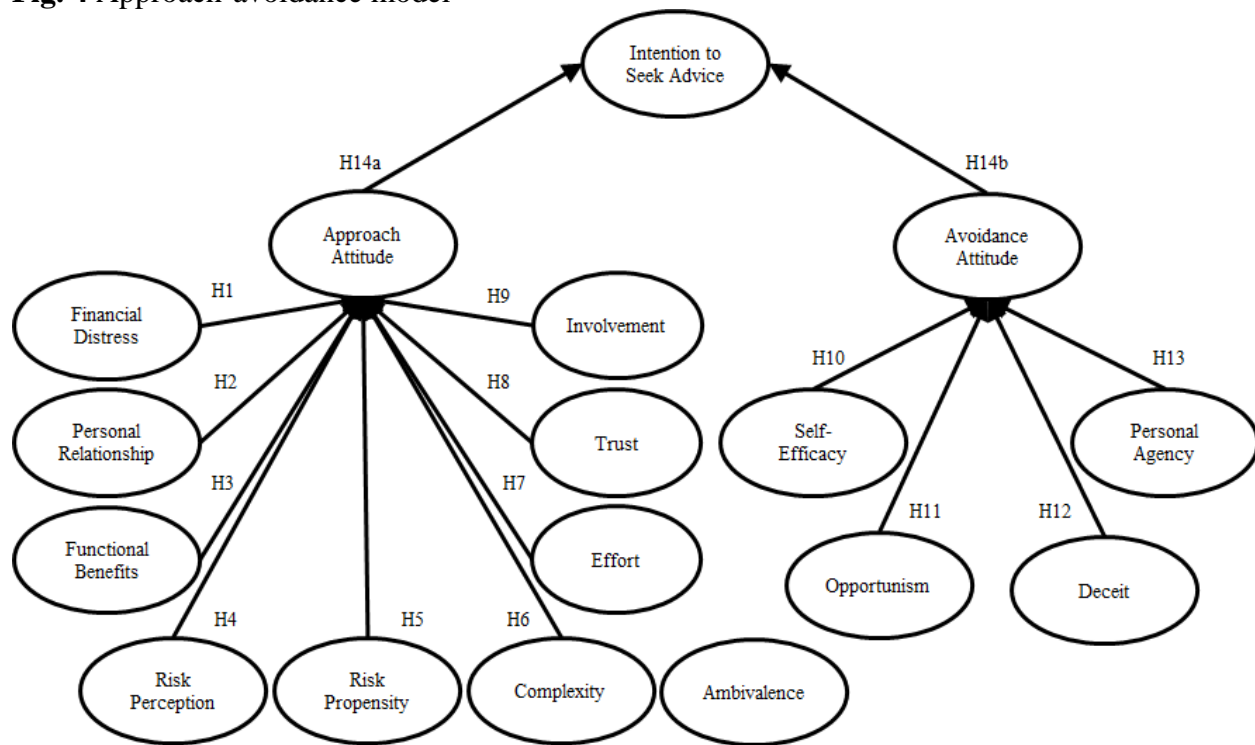 Fig. 4 Approach-avoidance model
Intention to
Seek Advice
H14a
H14b
Approach
Attitude
Avoidance
Attitude
H1
H9
Financial
Distress
Involvement
H2
H8
H10
H13
Personal
Relationship
Trust
Self-
Efficacy
Personal
Agency
H3
H7
H11
H12
Functional
Benefits
Effort
Opportunism
Deceit
H4
H5
H6
Risk
Perception
Risk
Propensity
Complexity
Ambivalence